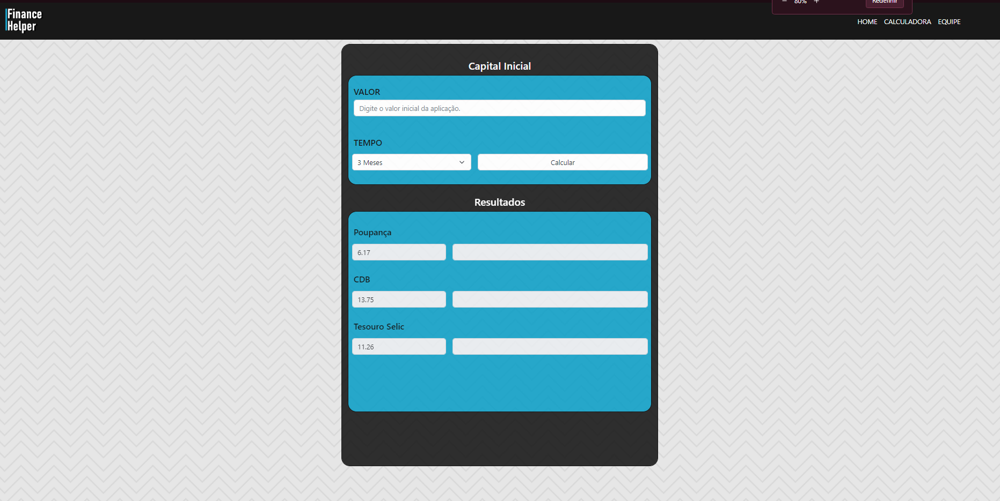 80%
Redefinir
Finance
Helper
HOME CALCULADORA EQUIPE
Capital Inicial
VALOR
Digite o valor inicial da aplicação.
TEMPO
3 Meses
Calcular
Resultados
Poupança
6.17
CDB
13.75
Tesouro Selic
11.26